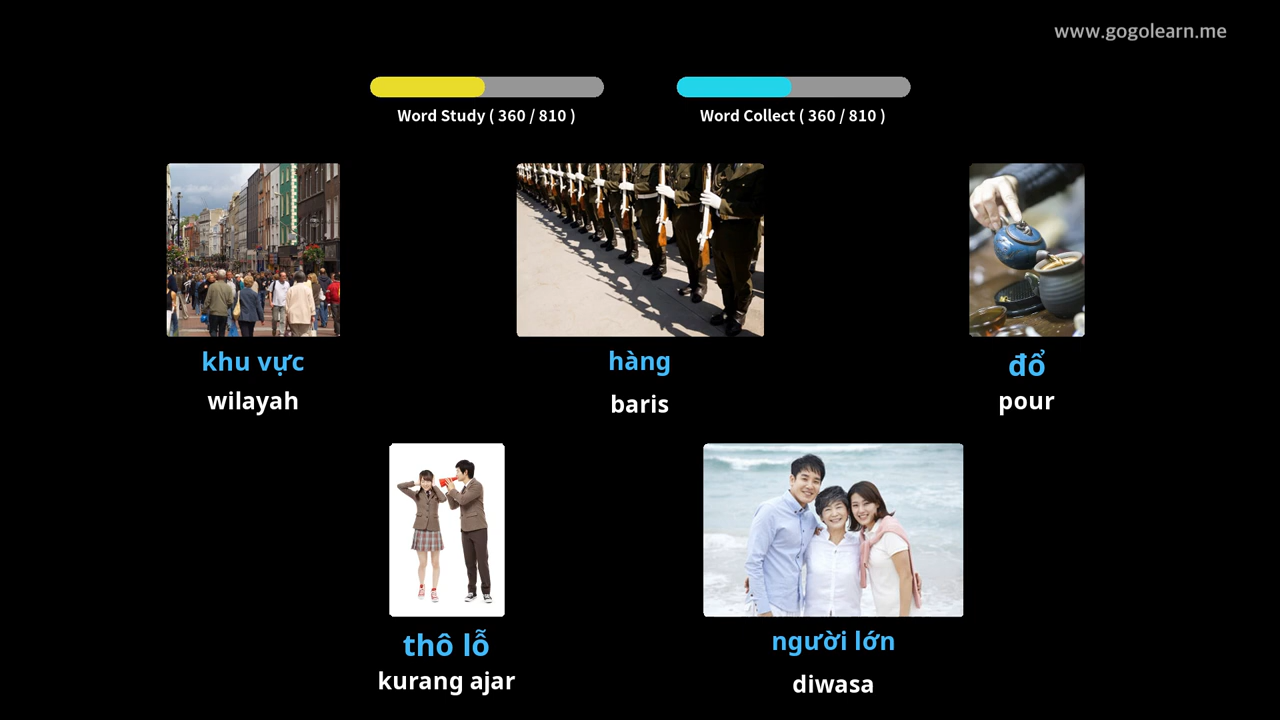 www.gogolearn.me
Word Study ( 360 / 810 )
Word Collect ( 360 / 810 )
khu vực
wilayah
hàng
baris
đổ
pour
thô lỗ
kurang ajar
người lớn
diwasa